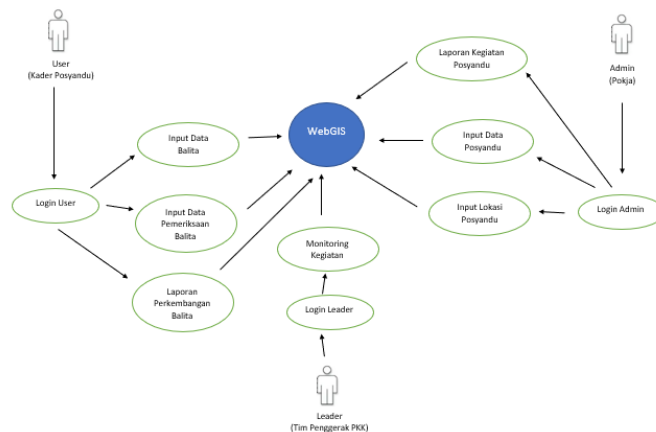 User
(Kader Posyandu)
Laporan Kegiatan
Posyandu
Admin
(Pokja)
WebGIS
Input Data
Balita
Input Data
Posyandu
Login User
Input Data
Pemeriksaan
Balita
Input Lokasi
Posyandu
Login Admin
Monitoring
Kegiatan
Laporan
Perkembangan
Balita
Login Leader
Leader
(Tim Penggerak PKK)